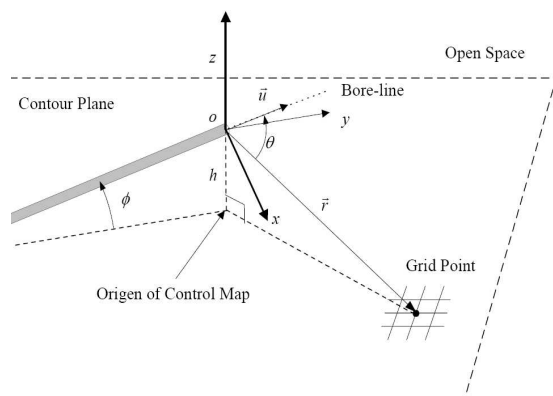 z
Open Space
Contour Plane
u⃗
Bore-line
o
y
θ
h
ϕ
x
r⃗
Grid Point
Origen of Control Map